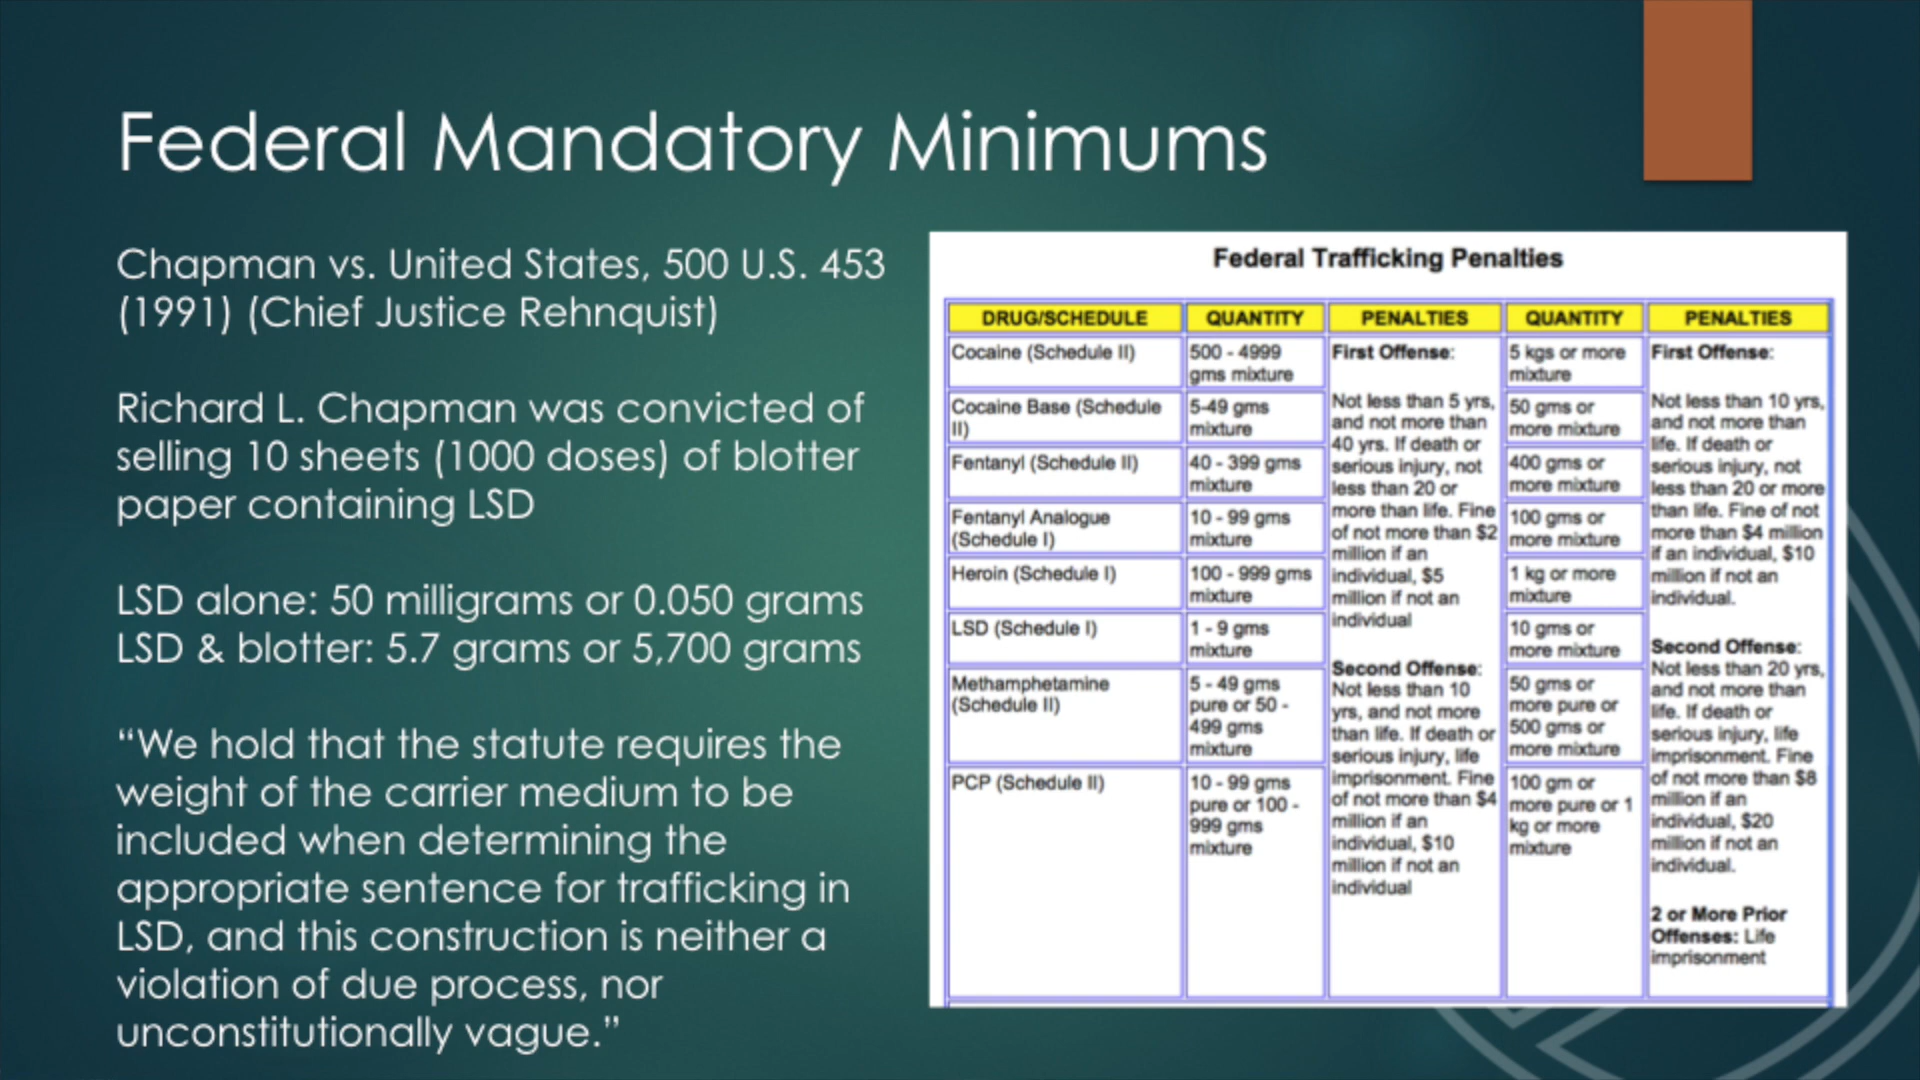 Federal Mandatory Minimums
Chapman vs. United States, 500 U.S. 453
(1991) (Chief Justice Rehnquist)
Richard L. Chapman was convicted of
selling 10 sheets (1000 doses) of blotter
paper containing LSD
LSD alone: 50 milligrams or 0.050 grams
LSD & blotter: 5.7 grams or 5,700 grams
“We hold that the statute requires the
weight of the carrier medium to be
included when determining the
appropriate sentence for trafficking in
LSD, and this construction is neither a
violation of due process, nor
unconstitutionally vague.”
Federal Trafficking Penalties
DRUG/SCHEDULE QUANTITY PENALTIES QUANTITY PENALTIES
Cocaine (Schedule II)
500 - 4999
gms mixture
Cocaine Base (Schedule
II)
5-49 gms
mixture
Fentanyl (Schedule II)
40 - 399 gms
mixture
Fentanyl Analogue
(Schedule I)
10 - 99 gms
mixture
Heroin (Schedule I)
100 - 999 gms
mixture
LSD (Schedule I)
1 - 9 gms
mixture
Methamphetamine
(Schedule II)
5 - 49 gms
pure or 50 -
499 gms
mixture
PCP (Schedule II)
10 - 99 gms
pure or 100 -
999 gms
mixture
First Offense:
Not less than 5 yrs,
and not more than
40 yrs. If death or
serious injury, not
less than 20 or
more than life. Fine
of not more than $2
million if an
individual, $5
million if not an
individual
Second Offense:
Not less than 10
yrs, and not more
than life. If death or
serious injury, life
imprisonment. Fine
of not more than $4
million if an
individual, $10
million if not an
individual
5 kgs or more
mixture
50 gms or
more mixture
400 gms or
more mixture
100 gms or
more mixture
1 kg or more
mixture
10 gms or
more mixture
50 gms or
more pure or
500 gms or
more mixture
100 gm or
more pure or 1
kg or more
mixture
First Offense:
Not less than 10 yrs,
and not more than
life. If death or
serious injury, not
less than 20 or more
than life. Fine of not
more than $4 million
if an individual, $10
million if not an
individual.
Second Offense:
Not less than 20 yrs,
and not more than
life. If death or
serious injury, life
imprisonment. Fine
of not more than $8
million if an
individual, $20
million if not an
individual.
2 or More Prior
Offenses: Life
imprisonment